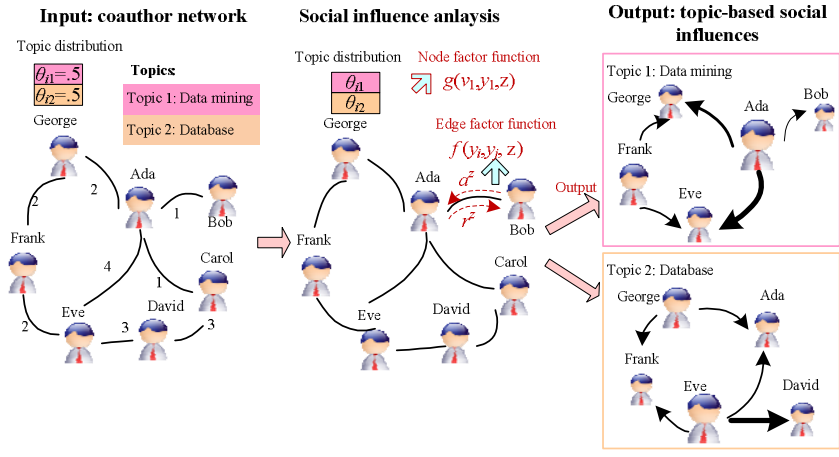 Input: coauthor network
Topic distribution
θi1=.5
θi2=.5
Topics:
Topic 1: Data mining
Topic 2: Database
George
Ada
Bob
Frank
Carol
Eve
David
2
2
1
4
1
2
3
3
Social influence anlaysis
Topic distribution
θi1
θi2
Node factor function
g(v1,y1,z)
Edge factor function
f(yi,yj,z)
az
rz
George
Ada
Bob
Frank
Carol
Eve
David
Output
Output: topic-based social
influences
Topic 1: Data mining
George
Ada
Bob
Frank
Eve
Topic 2: Database
George
Ada
Frank
Eve
David